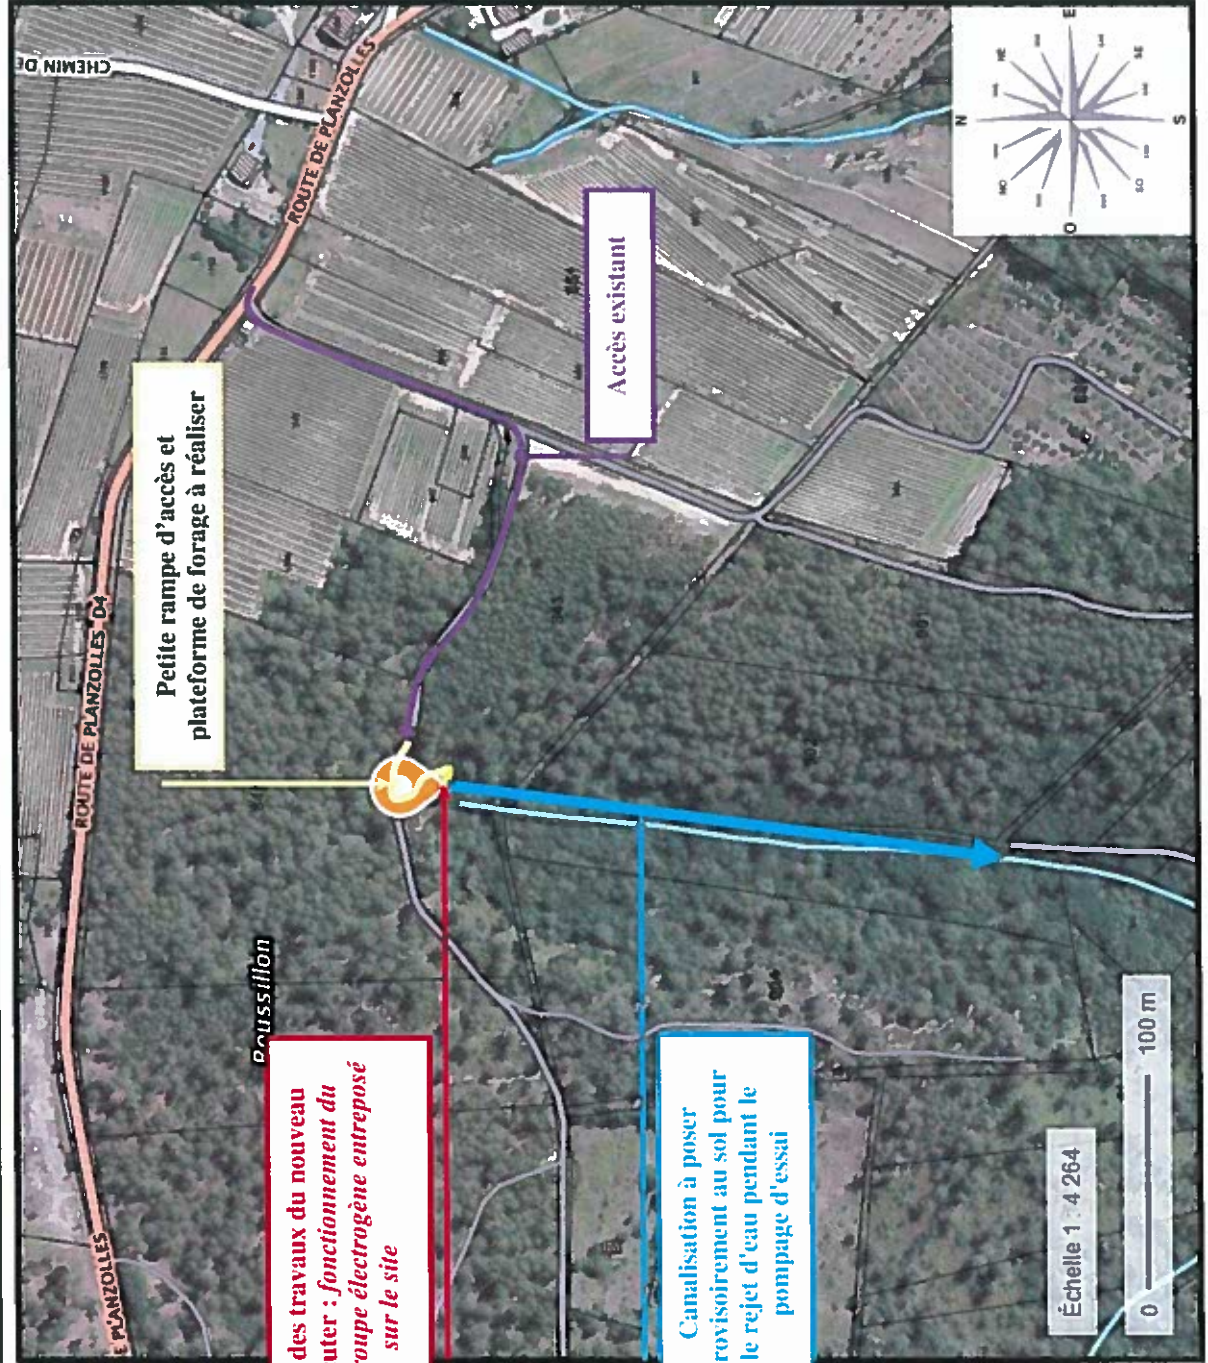 CHEMIN DE
ROUTE DE PLANZOLLES
ROUTE DE PLANZOLLES D4
E PLANZOLLES
Petite rampe d'accès et
plateforme de forage à réaliser
Accès existant
Roussillon
des travaux du nouveau
uter : fonctionnement du
roupe électrogène entreposé
sur le site
Canalisation à poser
rovisoirement au sol pour
le rejet d'eau pendant le
pompage d'essai
Échelle 1 : 4 264
0 100 m
N
NE
E
SE
S
SO
O
NO